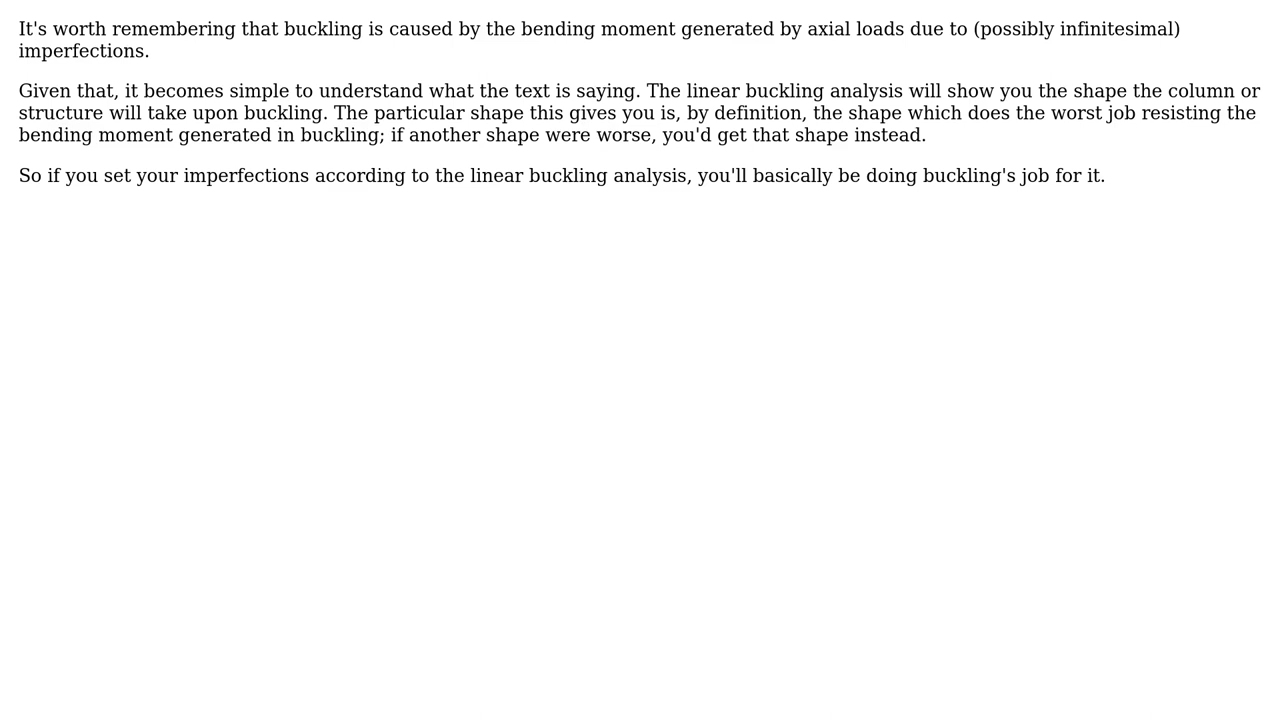 It's worth remembering that buckling is caused by the bending moment generated by axial loads due to (possibly infinitesimal)
imperfections.
Given that, it becomes simple to understand what the text is saying. The linear buckling analysis will show you the shape the column or
structure will take upon buckling. The particular shape this gives you is, by definition, the shape which does the worst job resisting the
bending moment generated in buckling; if another shape were worse, you'd get that shape instead.
So if you set your imperfections according to the linear buckling analysis, you'll basically be doing buckling's job for it.